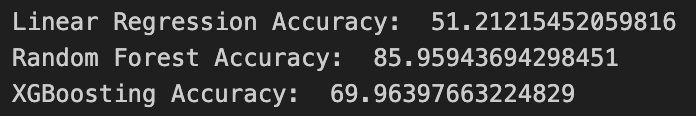 Linear Regression Accuracy:  51.21215452059816
Random Forest Accuracy:  85.95943694298451
XGBoosting Accuracy:  69.96397663224829